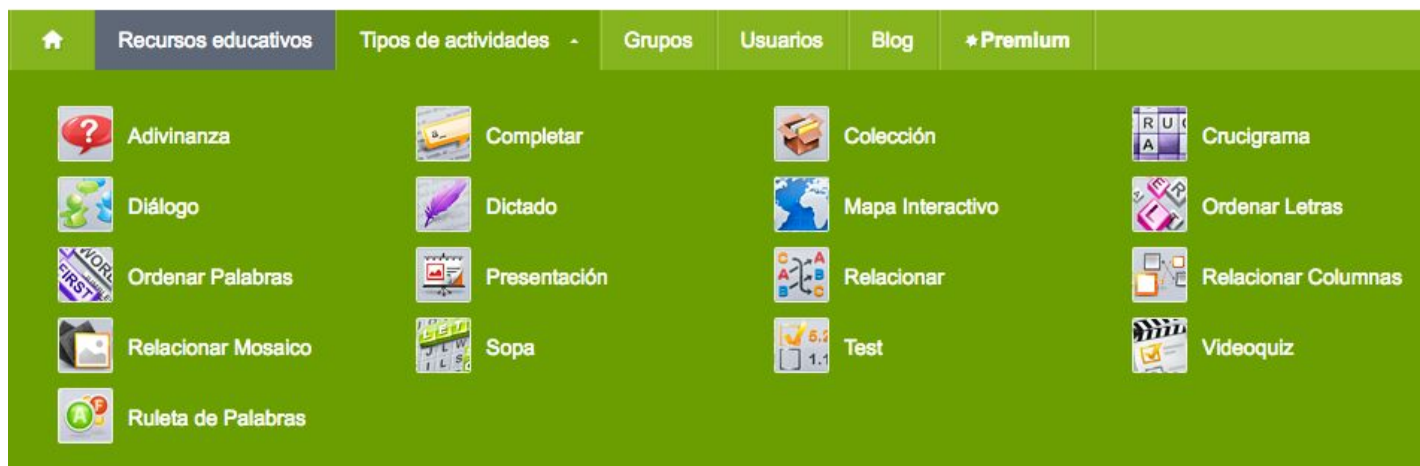 Recursos educativos Tipos de actividades Grupos Usuarios Blog Premium
Adivinanza Completar Colección Crucigrama
Diálogo Dictado Mapa Interactivo Ordenar Letras
Ordenar Palabras Presentación Relacionar Relacionar Columnas
Relacionar Mosaico Sopa Test Videoquiz
Ruleta de Palabras